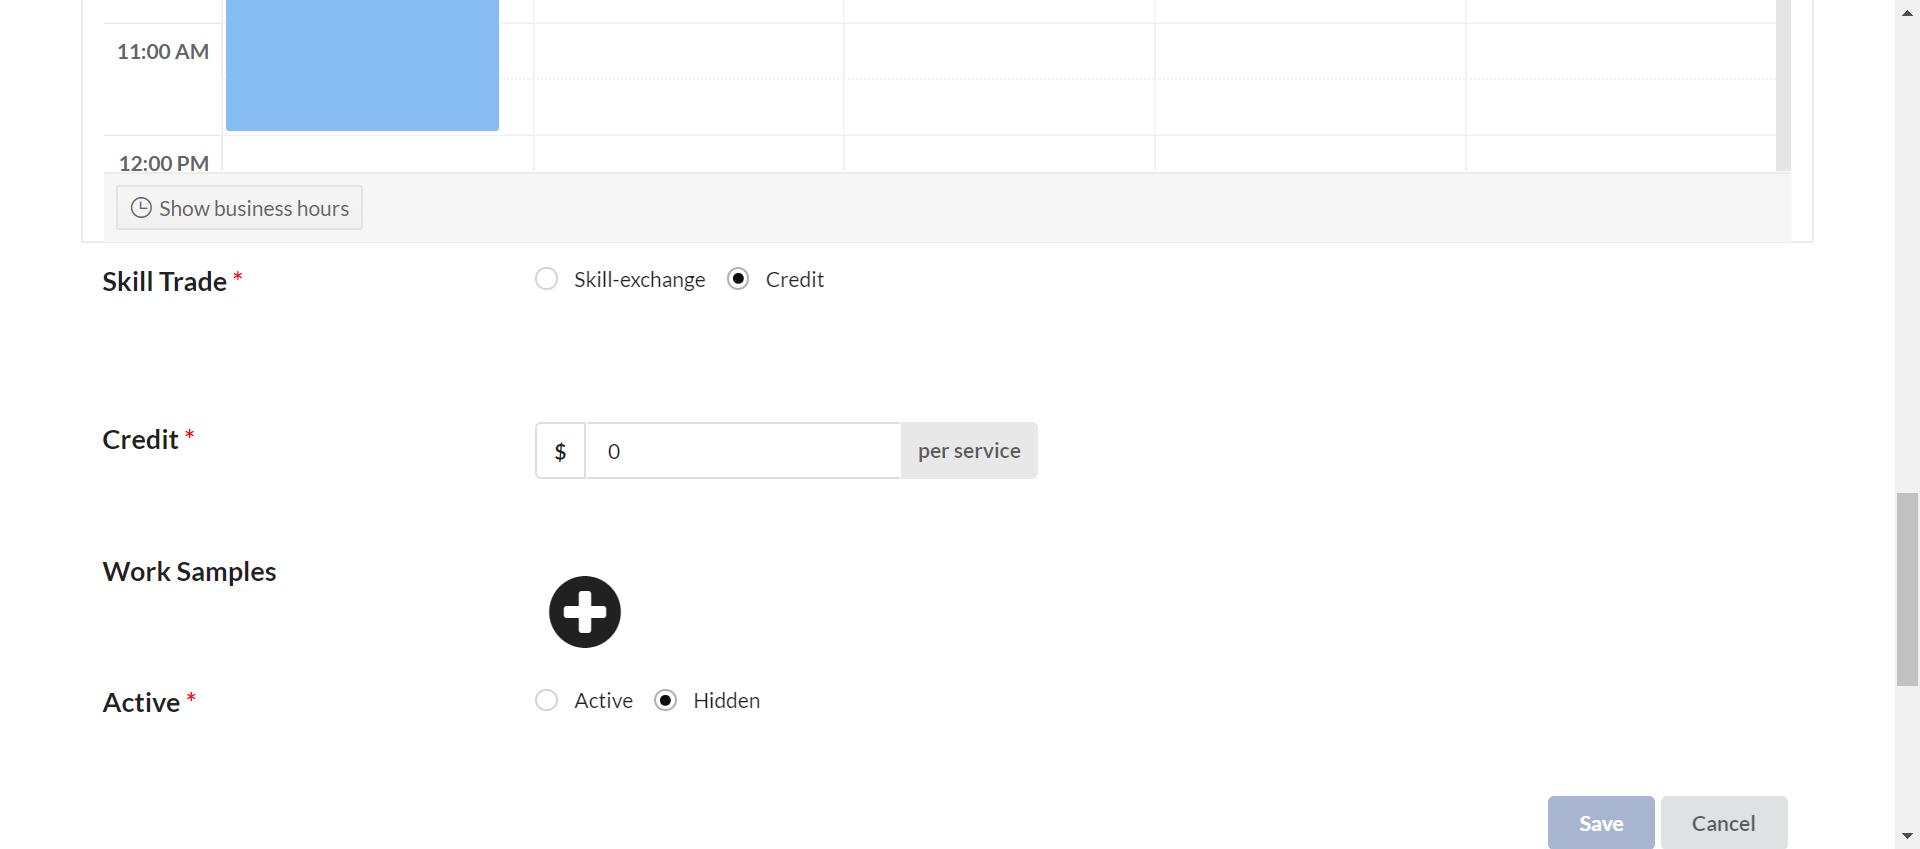 11:00 AM
12:00 PM
Show business hours
Skill Trade *
Skill-exchange
Credit
Credit *
$ 0 per service
Work Samples
Active *
Active
Hidden
Save
Cancel